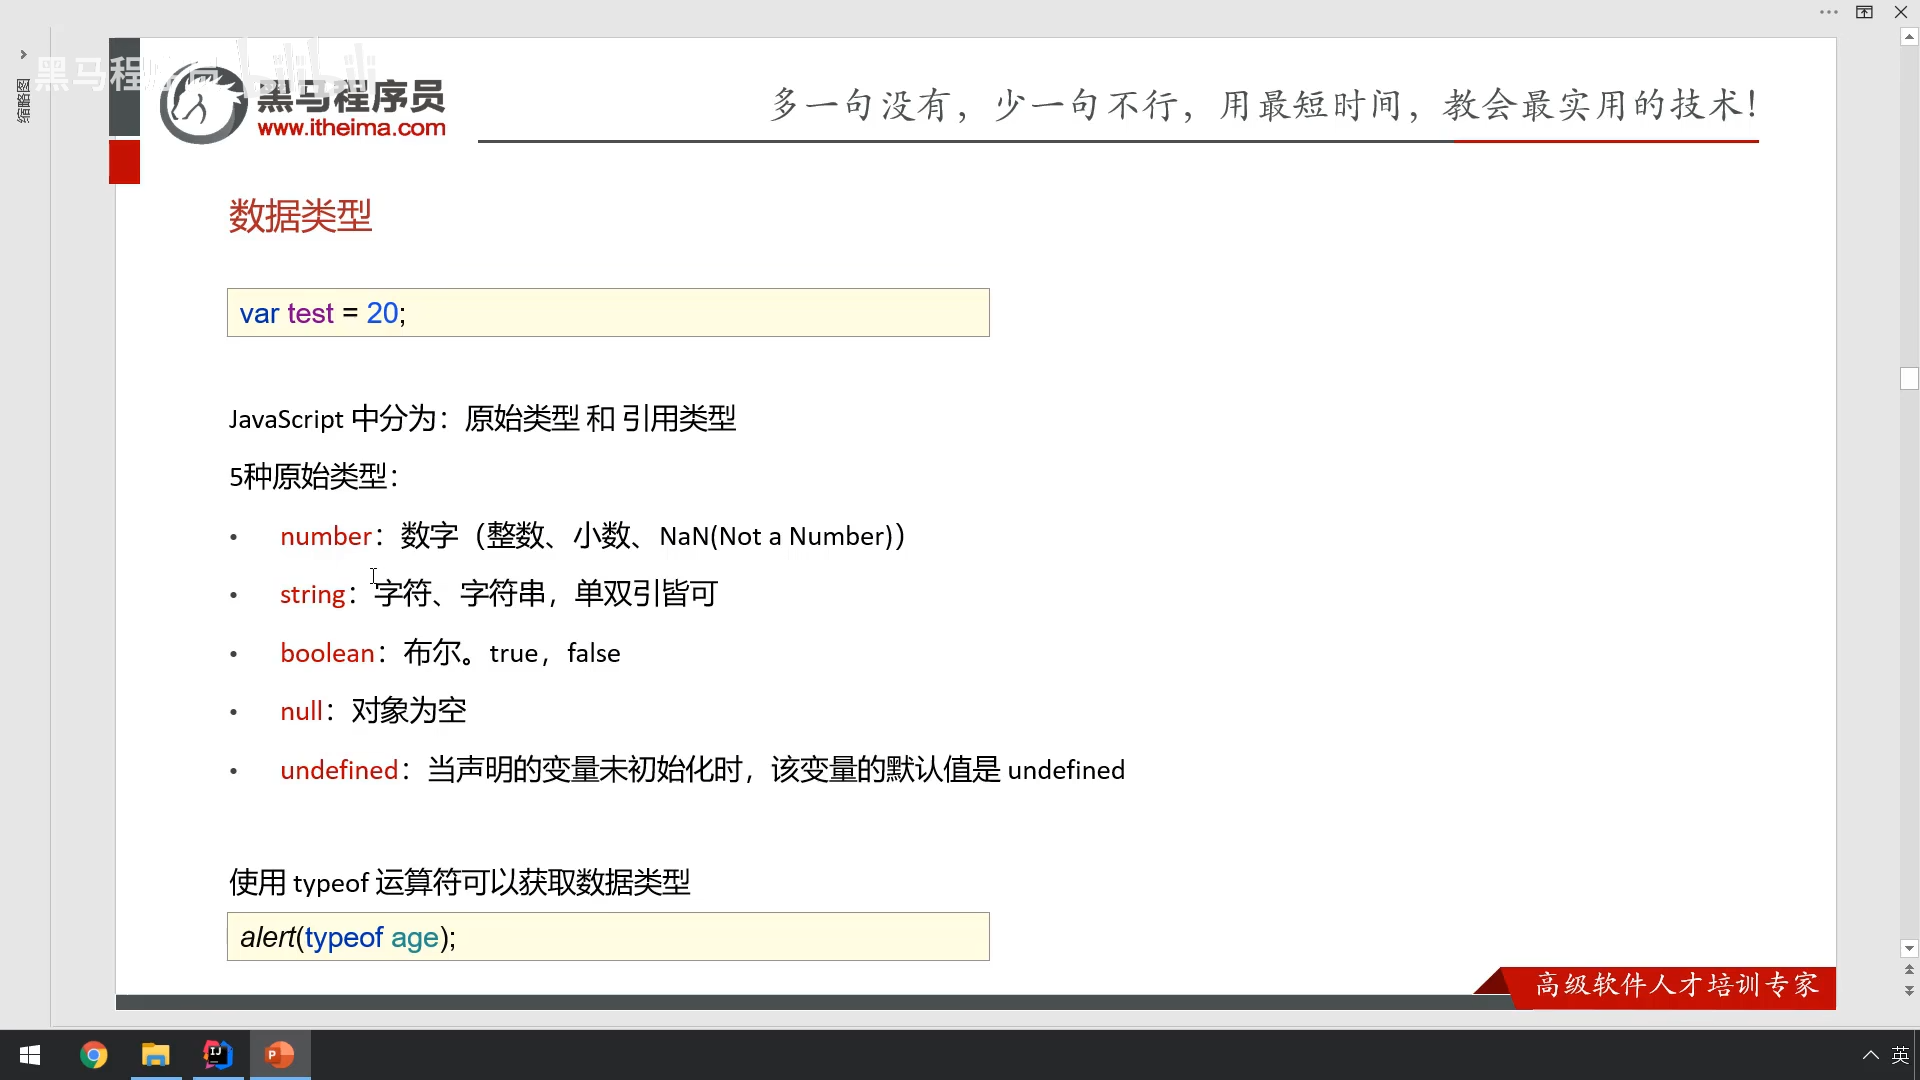 缩略图
黑马程序员 bilibili
黑马程序员
www.itheima.com
多一句没有，少一句不行，用最短时间，教会最实用的技术！
数据类型
var test = 20;
JavaScript 中分为：原始类型 和 引用类型
5种原始类型：
• number：数字（整数、小数、NaN(Not a Number)）
• string：字符、字符串，单双引皆可
• boolean：布尔。true，false
• null：对象为空
• undefined：当声明的变量未初始化时，该变量的默认值是 undefined
使用 typeof 运算符可以获取数据类型
alert(typeof age);
高级软件人才培训专家
英